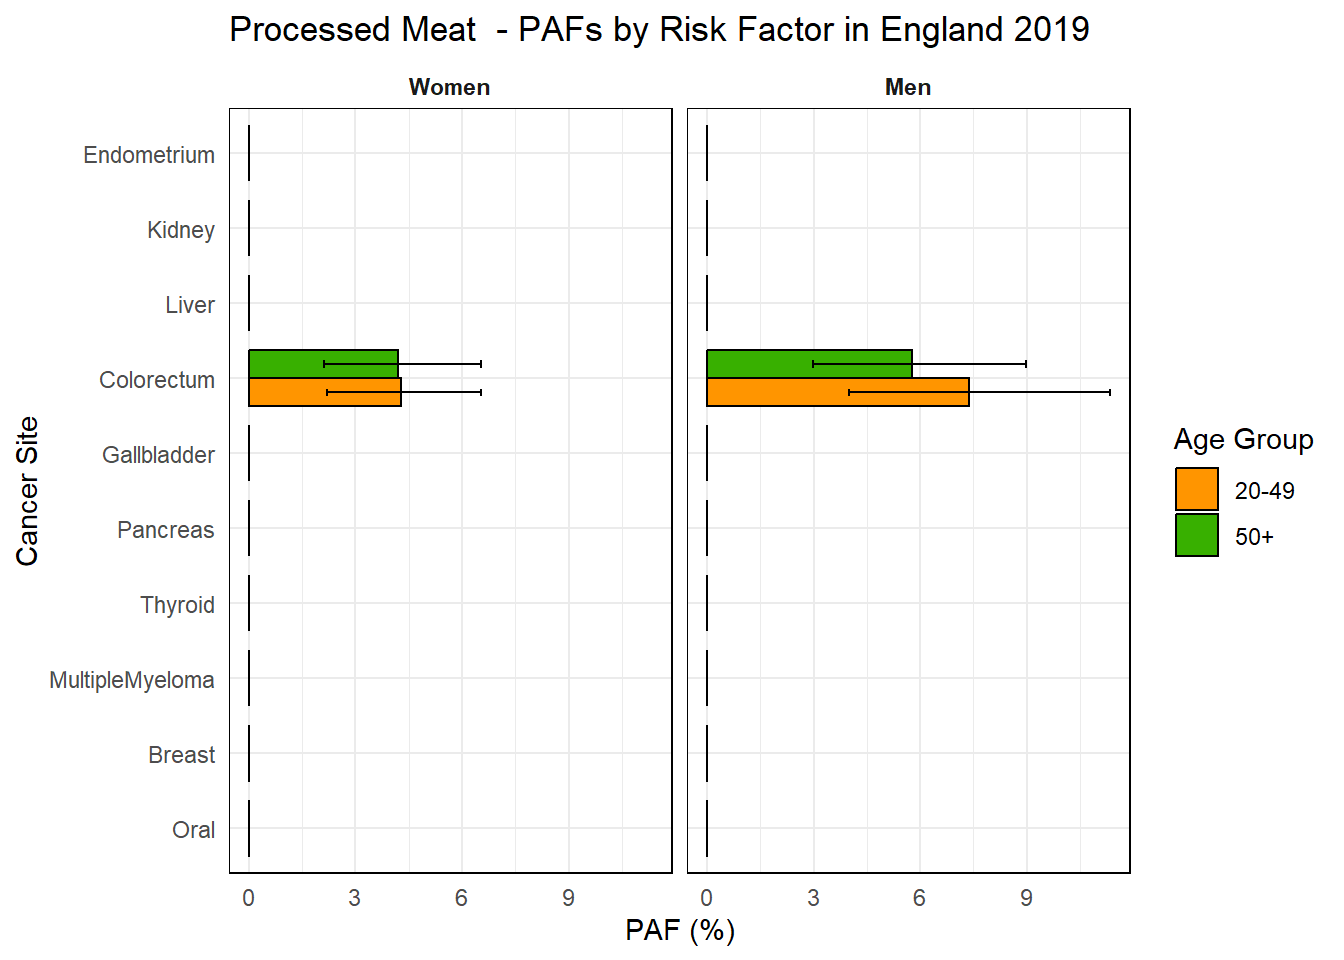 Processed Meat  - PAFs by Risk Factor in England 2019
Women
Men
Endometrium
Kidney
Liver
Colorectum
Gallbladder
Pancreas
Thyroid
MultipleMyeloma
Breast
Oral
Cancer Site
0 3 6 9
0 3 6 9
PAF (%)
Age Group
20-49
50+